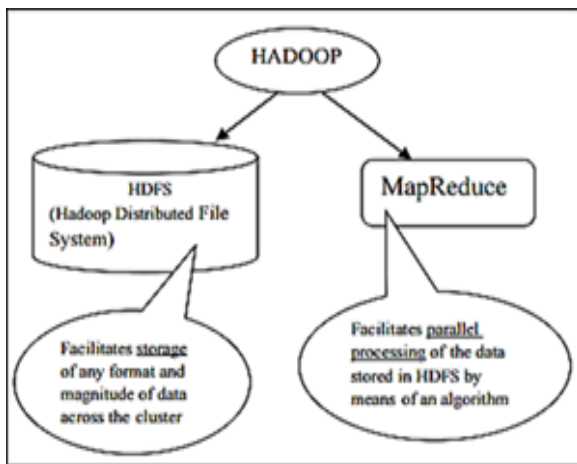 HADOOP
HDFS
(Hadoop Distributed File
System)
MapReduce
Facilitates storage
of any format and
magnitude of data
across the cluster
Facilitates parallel
processing of the data
stored in HDFS by
means of an algorithm